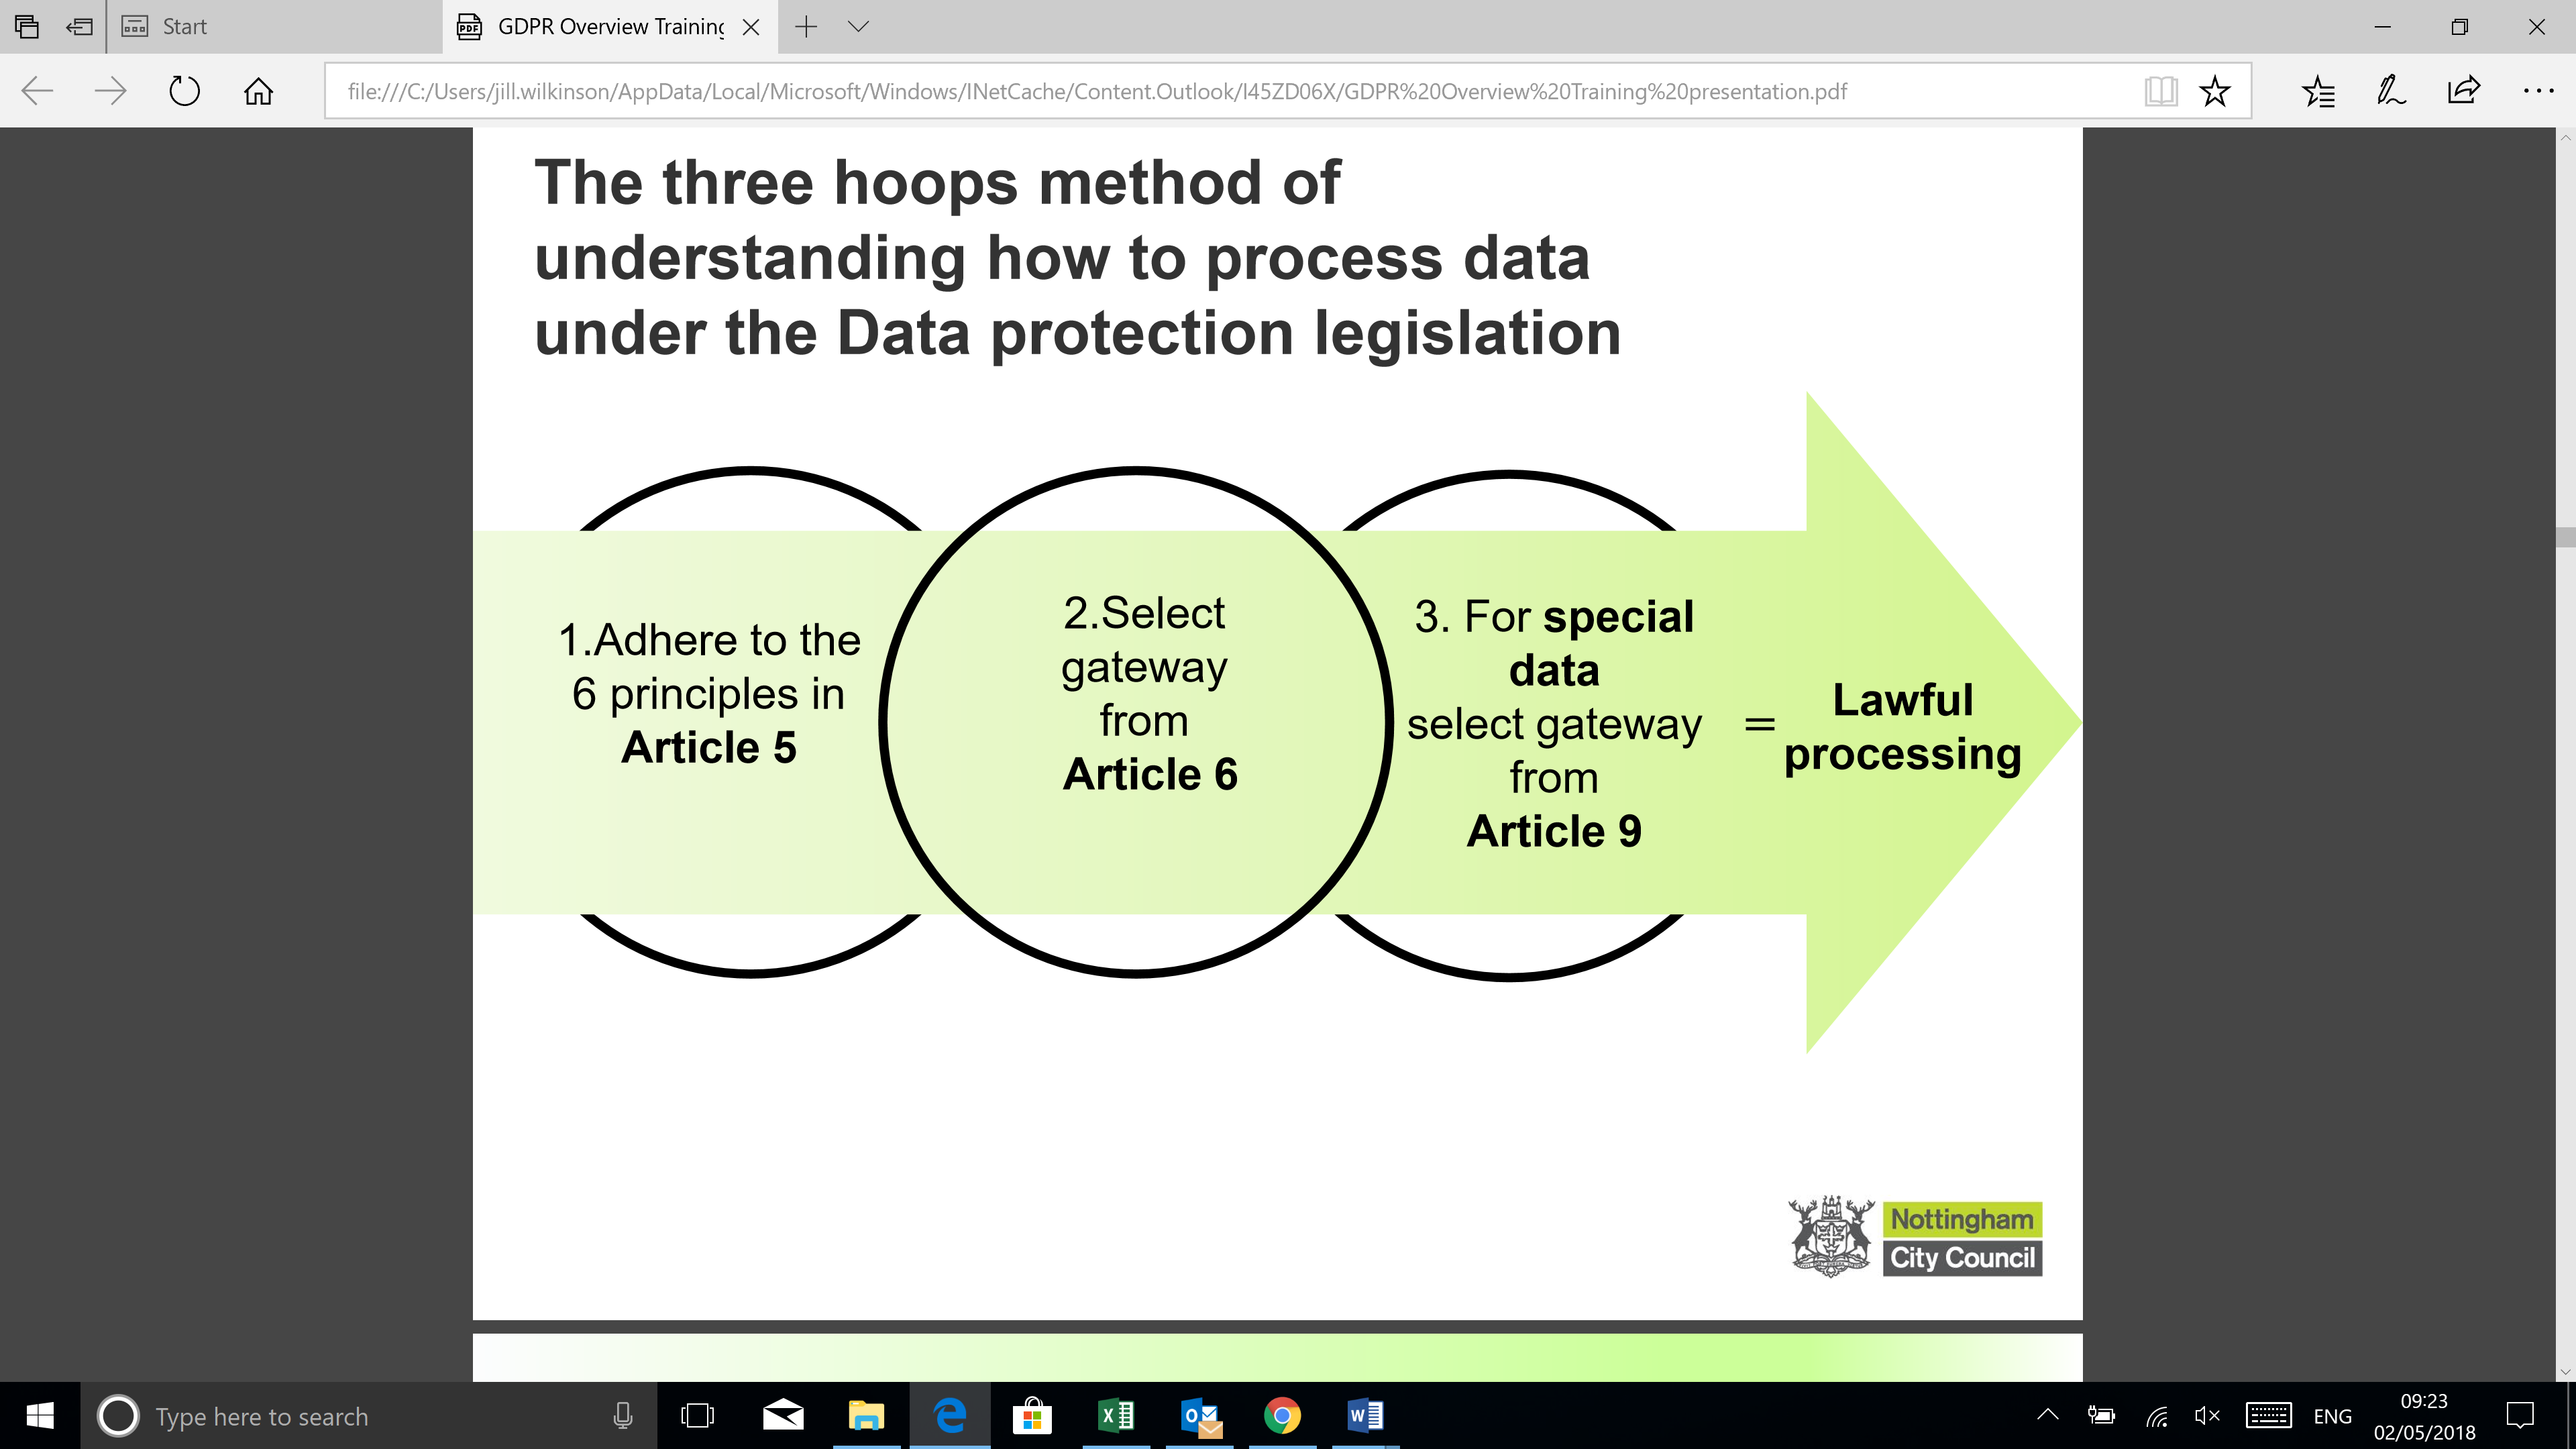 Start
GDPR Overview Training
file:///C:/Users/jill.wilkinson/AppData/Local/Microsoft/Windows/INetCache/Content.Outlook/I45ZD06X/GDPR%20Overview%20Training%20presentation.pdf
The three hoops method of
understanding how to process data
under the Data protection legislation
1.Adhere to the
6 principles in
Article 5
2.Select
gateway
from
Article 6
3. For special
data
select gateway
from
Article 9
=
Lawful
processing
Nottingham
City Council
Type here to search
ENG
09:23
02/05/2018